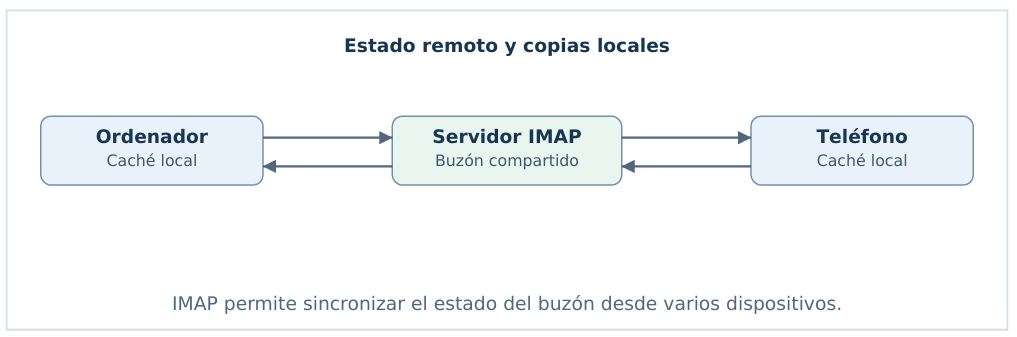 Estado remoto y copias locales
Ordenador
Caché local
Servidor IMAP
Buzón compartido
Teléfono
Caché local
IMAP permite sincronizar el estado del buzón desde varios dispositivos.